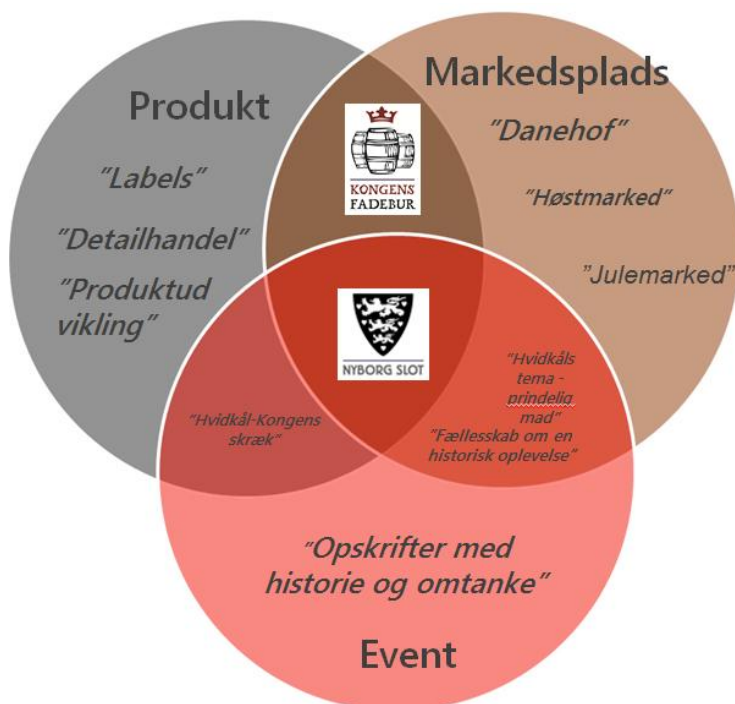 Produkt
"Labels"
"Detailhandel"
"Produktud
vikling"
Markedsplads
"Danehof"
"Høstmarked"
"Julemarked"
KONGENS
FADEBUR
NYBORG SLOT
"Hvidkål-Kongens
skræk"
"Hvidkåls
tema -
prindelig
mad"
"Fællesskab om en
historisk oplevelse"
"Opskrifter med
historie og omtanke"
Event